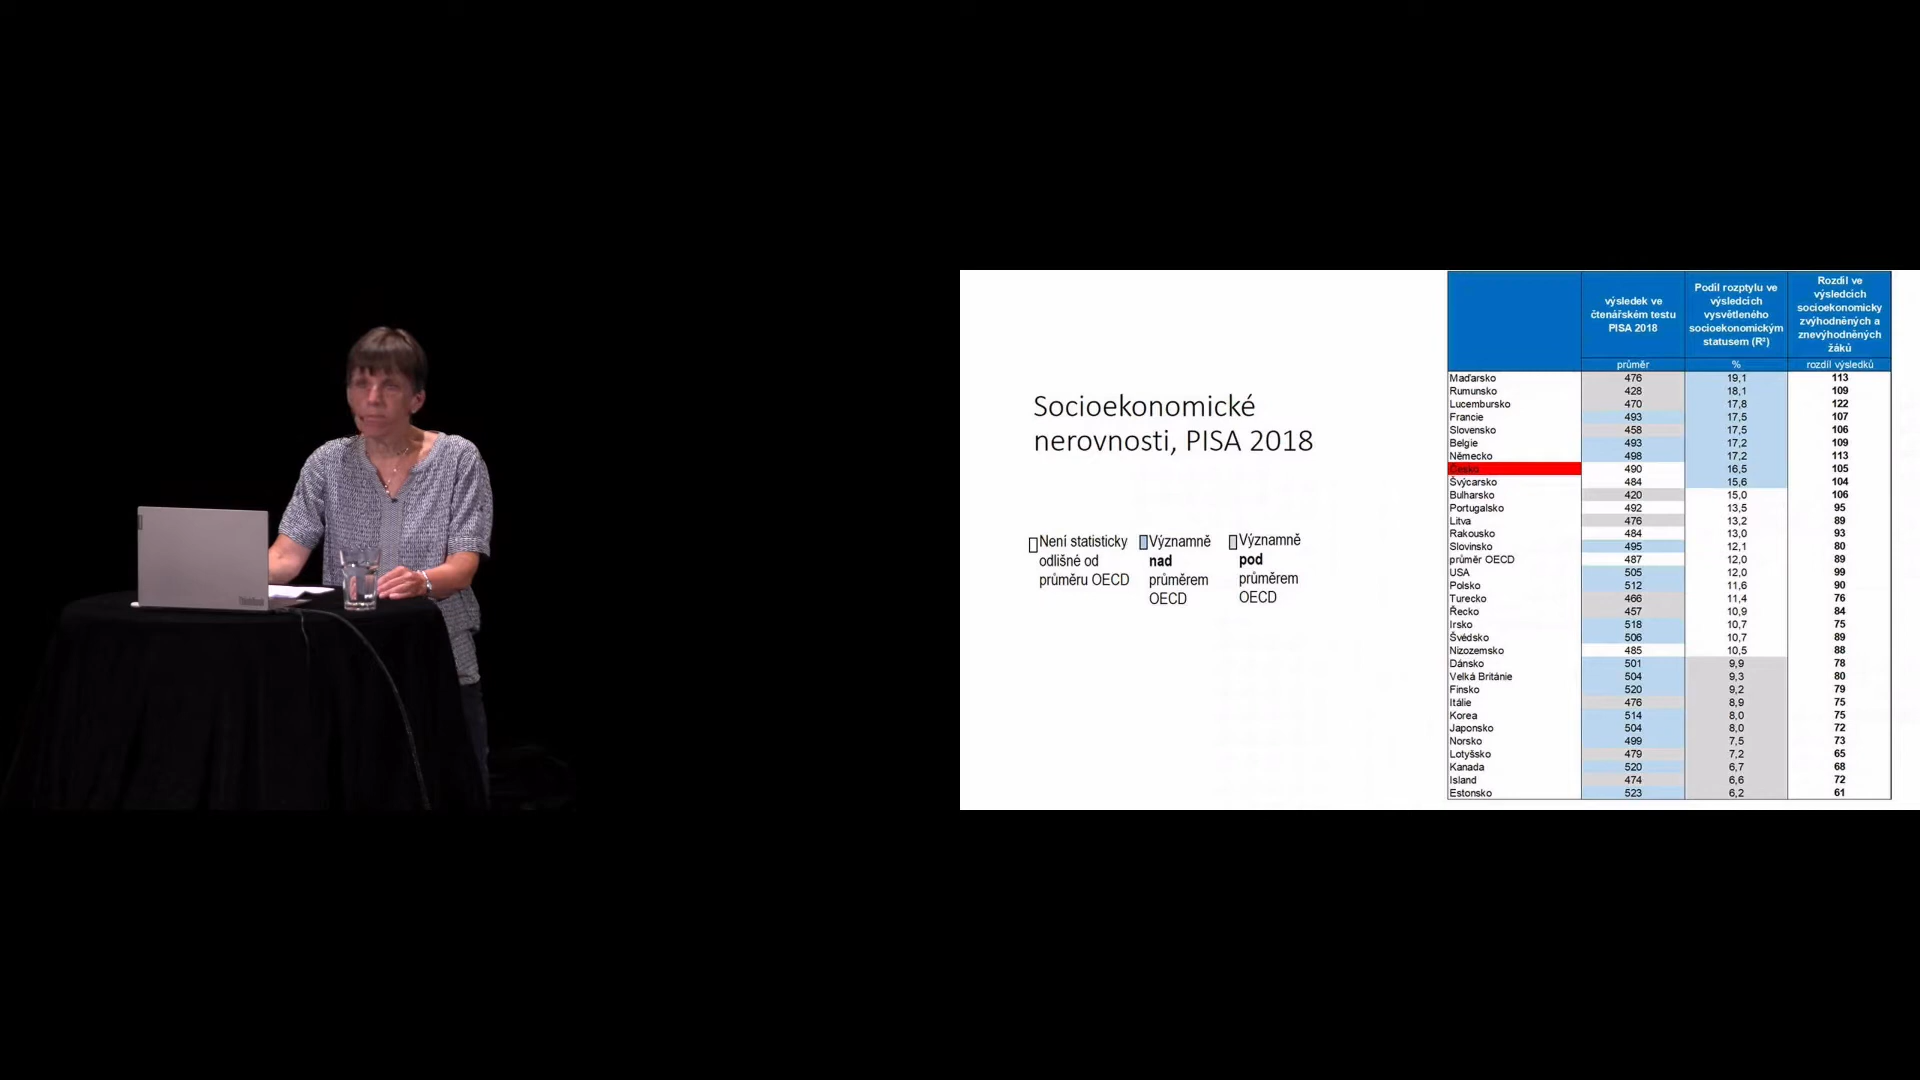 Socioekonomické
nerovnosti, PISA 2018
Není statisticky
odlišné od
průměru OECD
Významně
nad
průměrem
OECD
Významně
pod
průměrem
OECD
výsledek ve
čtenářském testu
PISA 2018
Podíl rozptylu ve
výsledcích
vysvětleného
socioekonomickým
statusem (R²)
Rozdíl ve
výsledcích
socioekonomicky
zvýhodněných a
znevýhodněných
žáků
průměr % rozdíl výsledků
Maďarsko 476 19,1 113
Rumunsko 428 18,1 109
Lucembursko 470 17,8 122
Francie 493 17,5 107
Slovensko 458 17,5 106
Belgie 493 17,2 109
Německo 498 17,2 113
Česko 490 16,5 105
Švýcarsko 484 15,6 104
Bulharsko 420 15,0 106
Portugalsko 492 13,5 95
Litva 476 13,2 89
Rakousko 484 13,0 93
Slovinsko 495 12,1 80
průměr OECD 487 12,0 89
USA 505 12,0 99
Polsko 512 11,6 90
Turecko 466 11,4 76
Řecko 457 10,9 84
Irsko 518 10,7 75
Švédsko 506 10,7 89
Nizozemsko 485 10,5 88
Dánsko 501 9,9 78
Velká Británie 504 9,3 80
Finsko 520 9,2 79
Itálie 476 8,9 75
Korea 514 8,0 75
Japonsko 504 8,0 72
Norsko 499 7,5 73
Lotyšsko 479 7,2 65
Kanada 520 6,7 68
Island 474 6,6 72
Estonsko 523 6,2 61